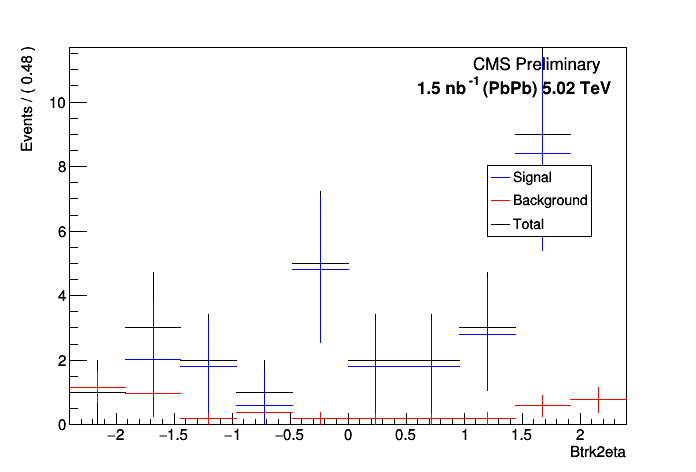 CMS Preliminary
1.5 nb-1 (PbPb) 5.02 TeV
Events / ( 0.48 )
10
8
6
4
2
0
Signal
Background
Total
−2 −1.5 −1 −0.5 0 0.5 1 1.5 2
Btrk2eta